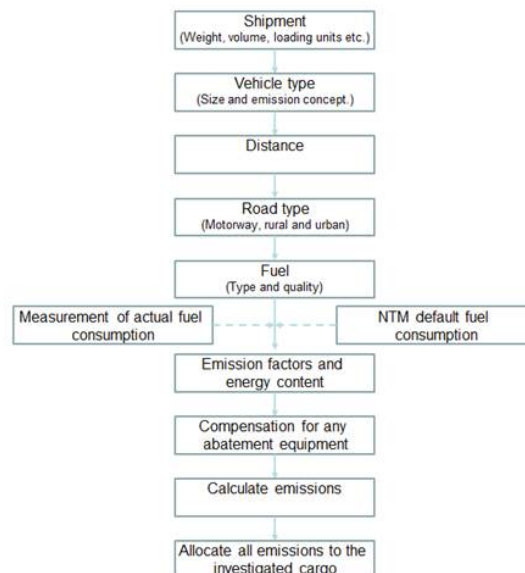 Shipment
(Weight, volume, loading units etc.)
Vehicle type
(Size and emission concept.)
Distance
Road type
(Motorway, rural and urban)
Fuel
(Type and quality)
Measurement of actual fuel
consumption
NTM default fuel
consumption
Emission factors and
energy content
Compensation for any
abatement equipment
Calculate emissions
Allocate all emissions to the
investigated cargo